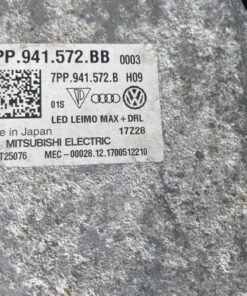 7PP.941.572.BB 0003
7PP.941.572.B H09
01S
LED LEIMO MAX+DRL
in Japan 17Z28
MITSUBISHI ELECTRIC
T25076 MEC-00028.12.1700512210